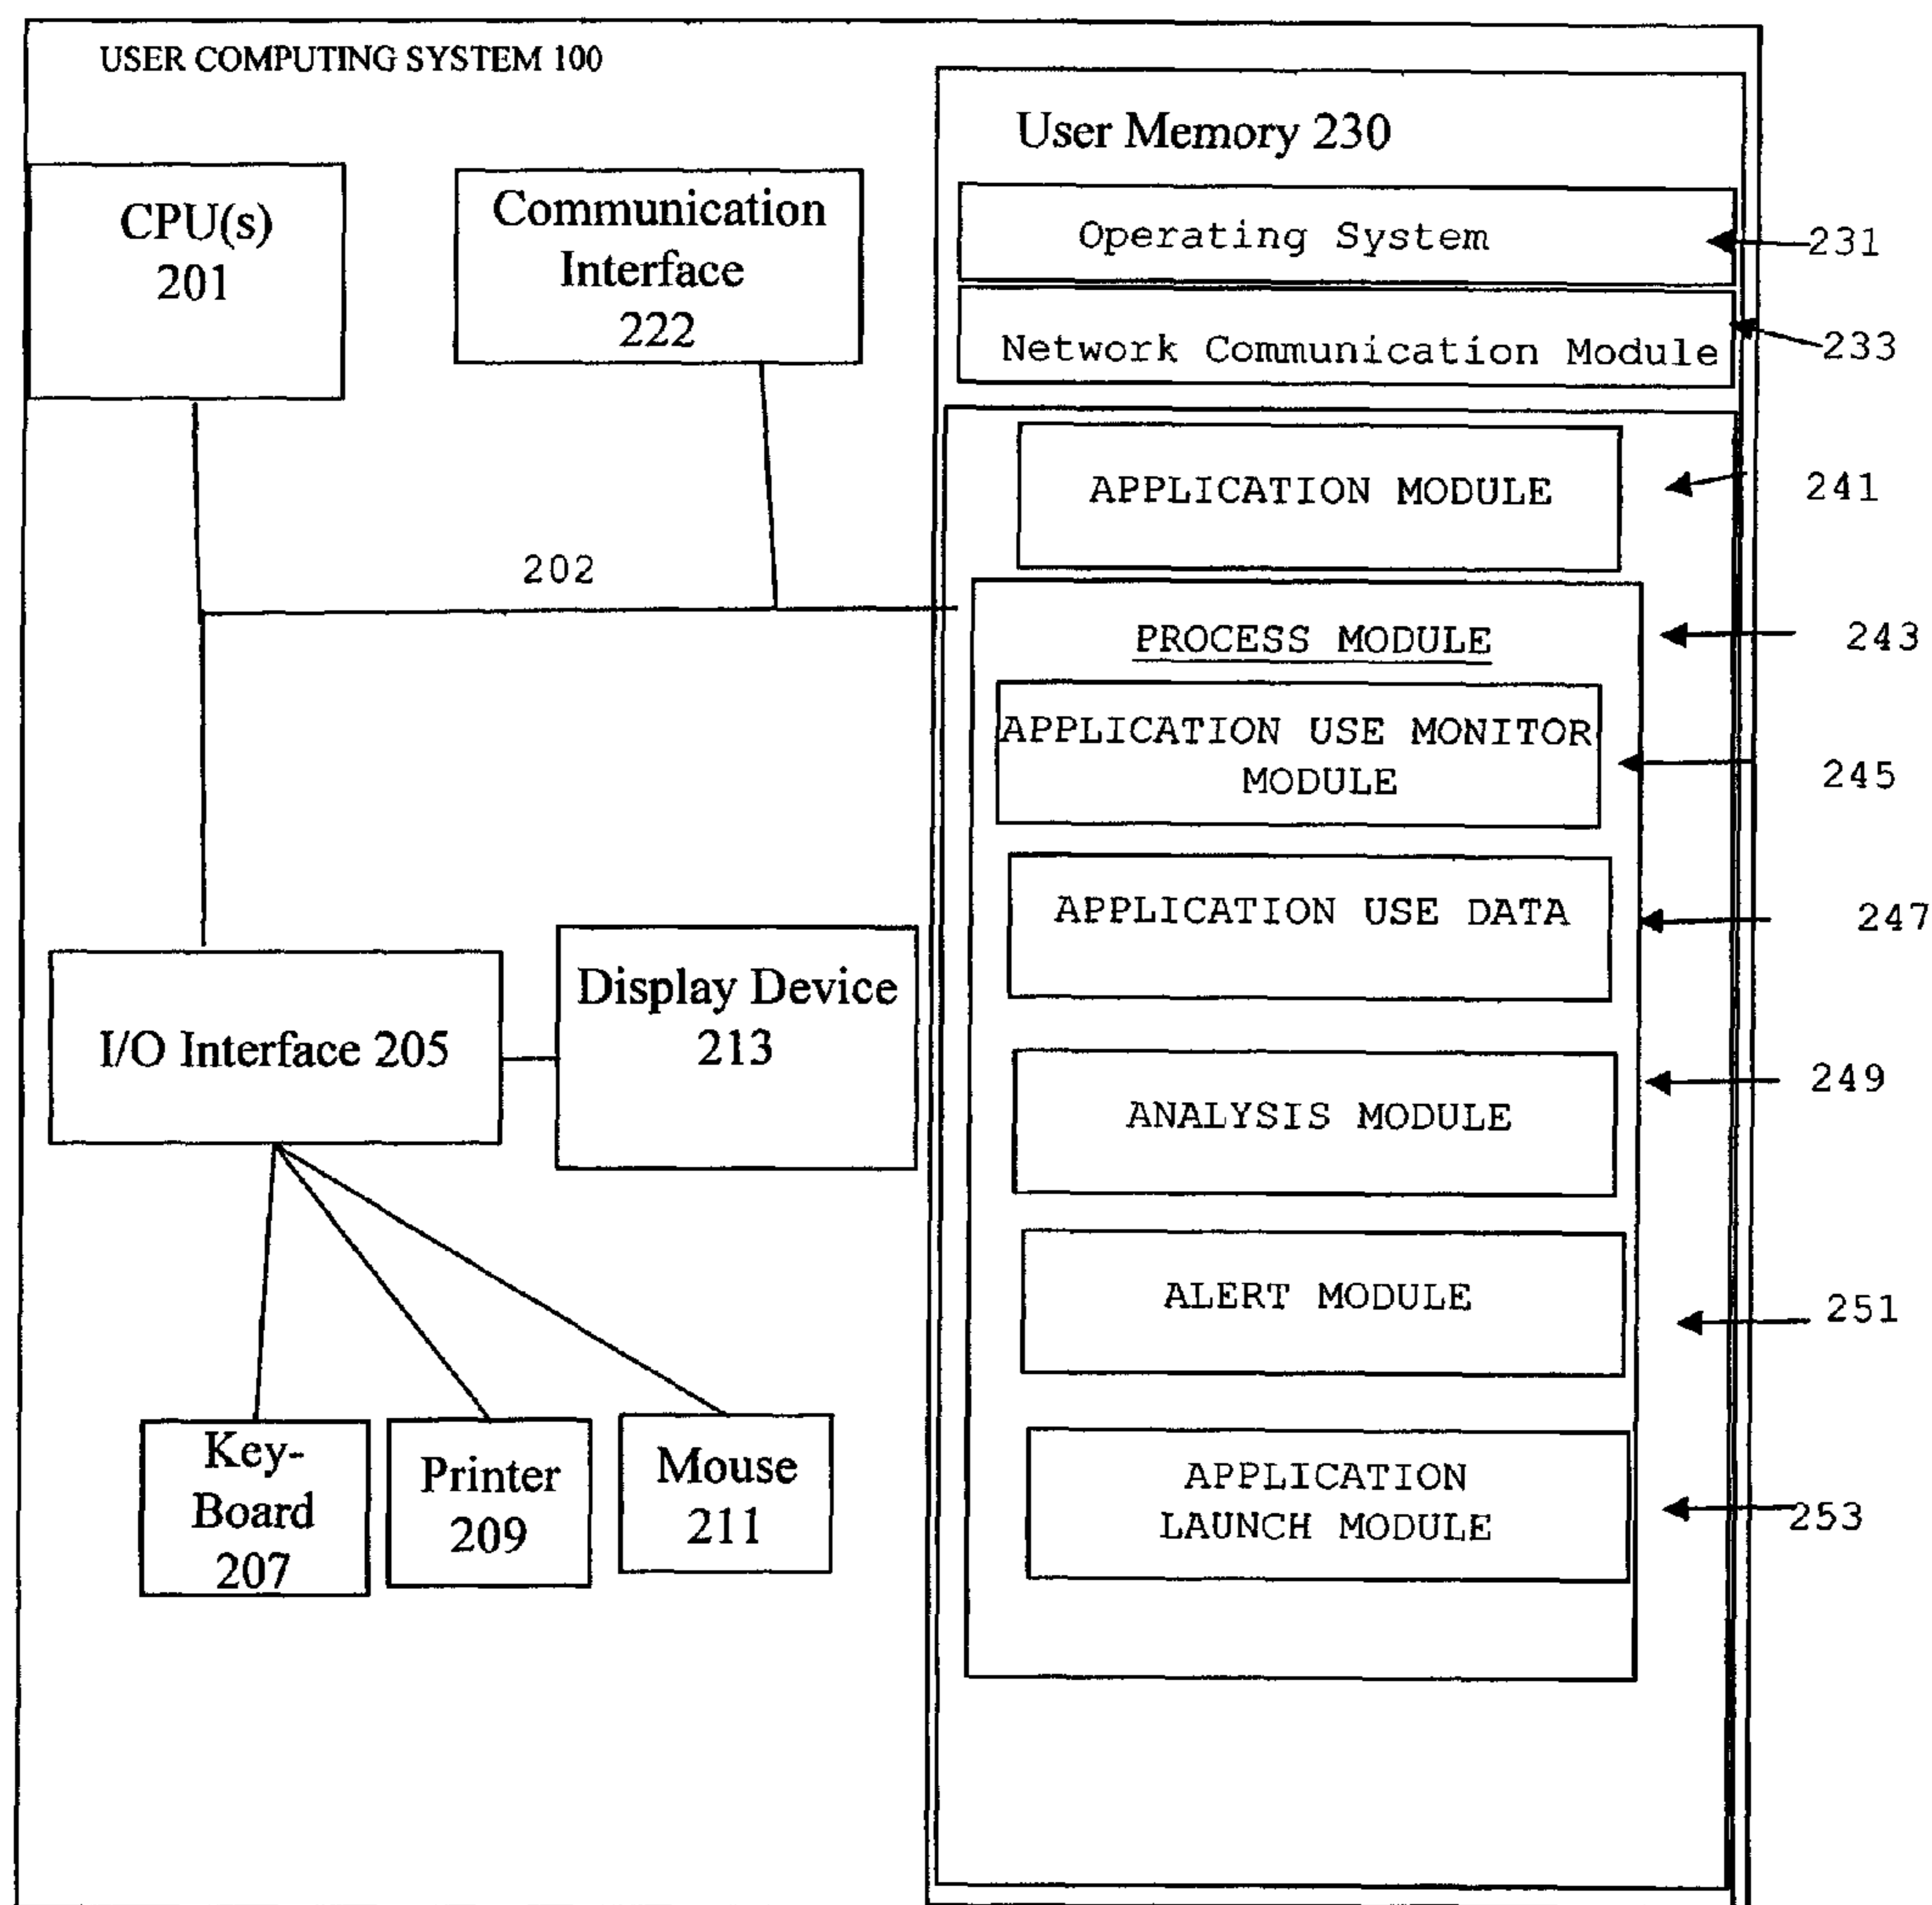 USER COMPUTING SYSTEM 100
CPU(s)
201
Communication
Interface
222
202
I/O Interface 205
Display Device
213
Key-
Board
207
Printer
209
Mouse
211
User Memory 230
Operating System
231
Network Communication Module
233
APPLICATION MODULE
241
PROCESS MODULE
243
APPLICATION USE MONITOR
MODULE
245
APPLICATION USE DATA
247
ANALYSIS MODULE
249
ALERT MODULE
251
APPLICATION
LAUNCH MODULE
253